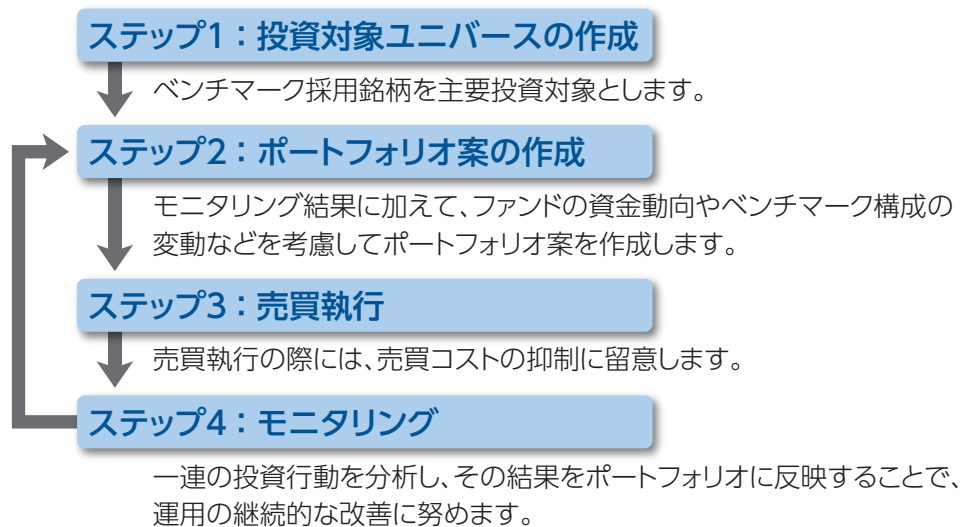 ステップ1：投資対象ユニバースの作成
ベンチマーク採用銘柄を主要投資対象とします。
ステップ2：ポートフォリオ案の作成
モニタリング結果に加えて、ファンドの資金動向やベンチマーク構成の
変動などを考慮してポートフォリオ案を作成します。
ステップ3：売買執行
売買執行の際には、売買コストの抑制に留意します。
ステップ4：モニタリング
一連の投資行動を分析し、その結果をポートフォリオに反映することで、
運用の継続的な改善に努めます。